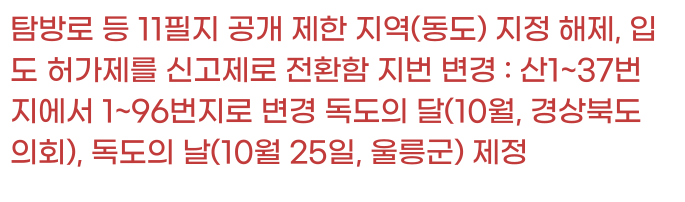 탐방로 등 11필지 공개 제한 지역(동도) 지정 해제, 입
도 허가제를 신고제로 전환함 지번 변경 : 산1~37번
지에서 1~96번지로 변경 독도의 달(10월, 경상북도
의회), 독도의 날(10월 25일, 울릉군) 제정